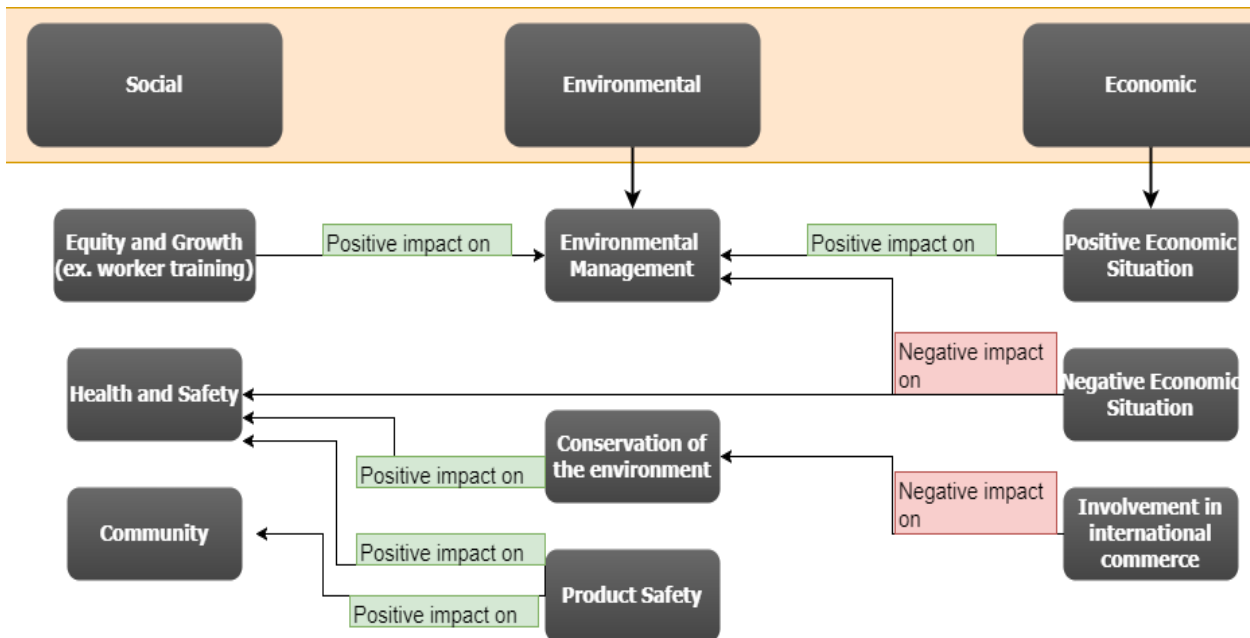 Social
Environmental
Economic
Equity and Growth
(ex. worker training)
Positive impact on
Environmental
Management
Positive impact on
Positive Economic
Situation
Health and Safety
Negative impact
on
Negative Economic
Situation
Positive impact on
Conservation of
the environment
Negative impact
on
Involvement in
international
commerce
Community
Positive impact on
Positive impact on
Product Safety